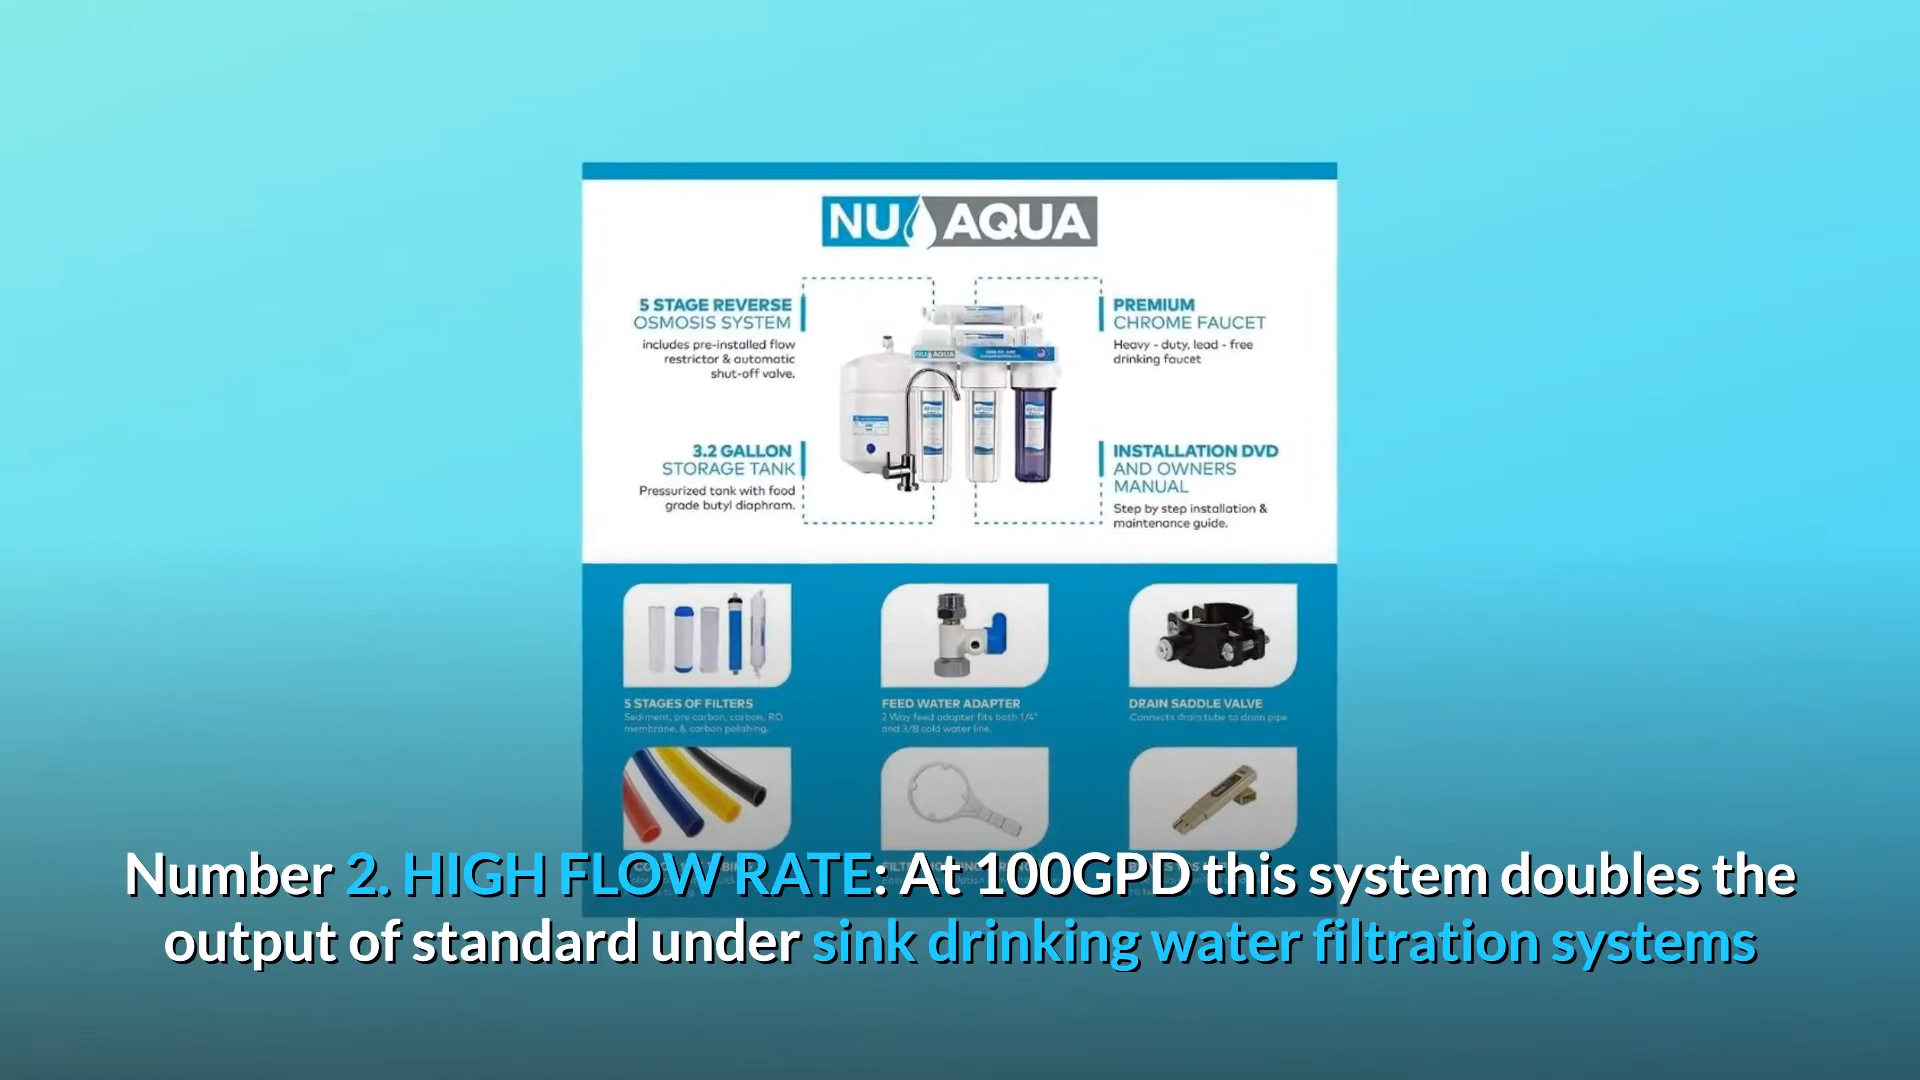 NU AQUA
5 STAGE REVERSE
OSMOSIS SYSTEM
includes pre-installed flow
restrictor & automatic
shut-off valve.
PREMIUM
CHROME FAUCET
Heavy - duty, lead - free
drinking faucet
NU AQUA
3.2 GALLON
STORAGE TANK
Pressurized tank with food
grade butyl diaphram.
INSTALLATION DVD
AND OWNERS
MANUAL
Step by step installation &
maintenance guide.
5 STAGES OF FILTERS
Sediment, pre carbon, carbon, RO
membrane, & carbon polishing.
FEED WATER ADAPTER
2 Way feed adapter fits both 1/4"
and 3/8 cold water line.
DRAIN SADDLE VALVE
Connects drain tube to drain pipe
Number 2. HIGH FLOW RATE: At 100GPD this system doubles the
output of standard under sink drinking water filtration systems